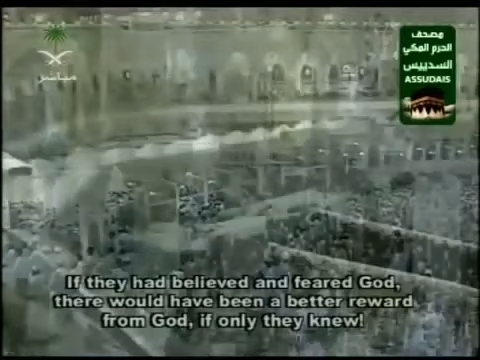 مباشر
مصحف
الحرم المكي
السديس
ASSUDAIS
If they had believed and feared God,
there would have been a better reward
from God, if only they knew!